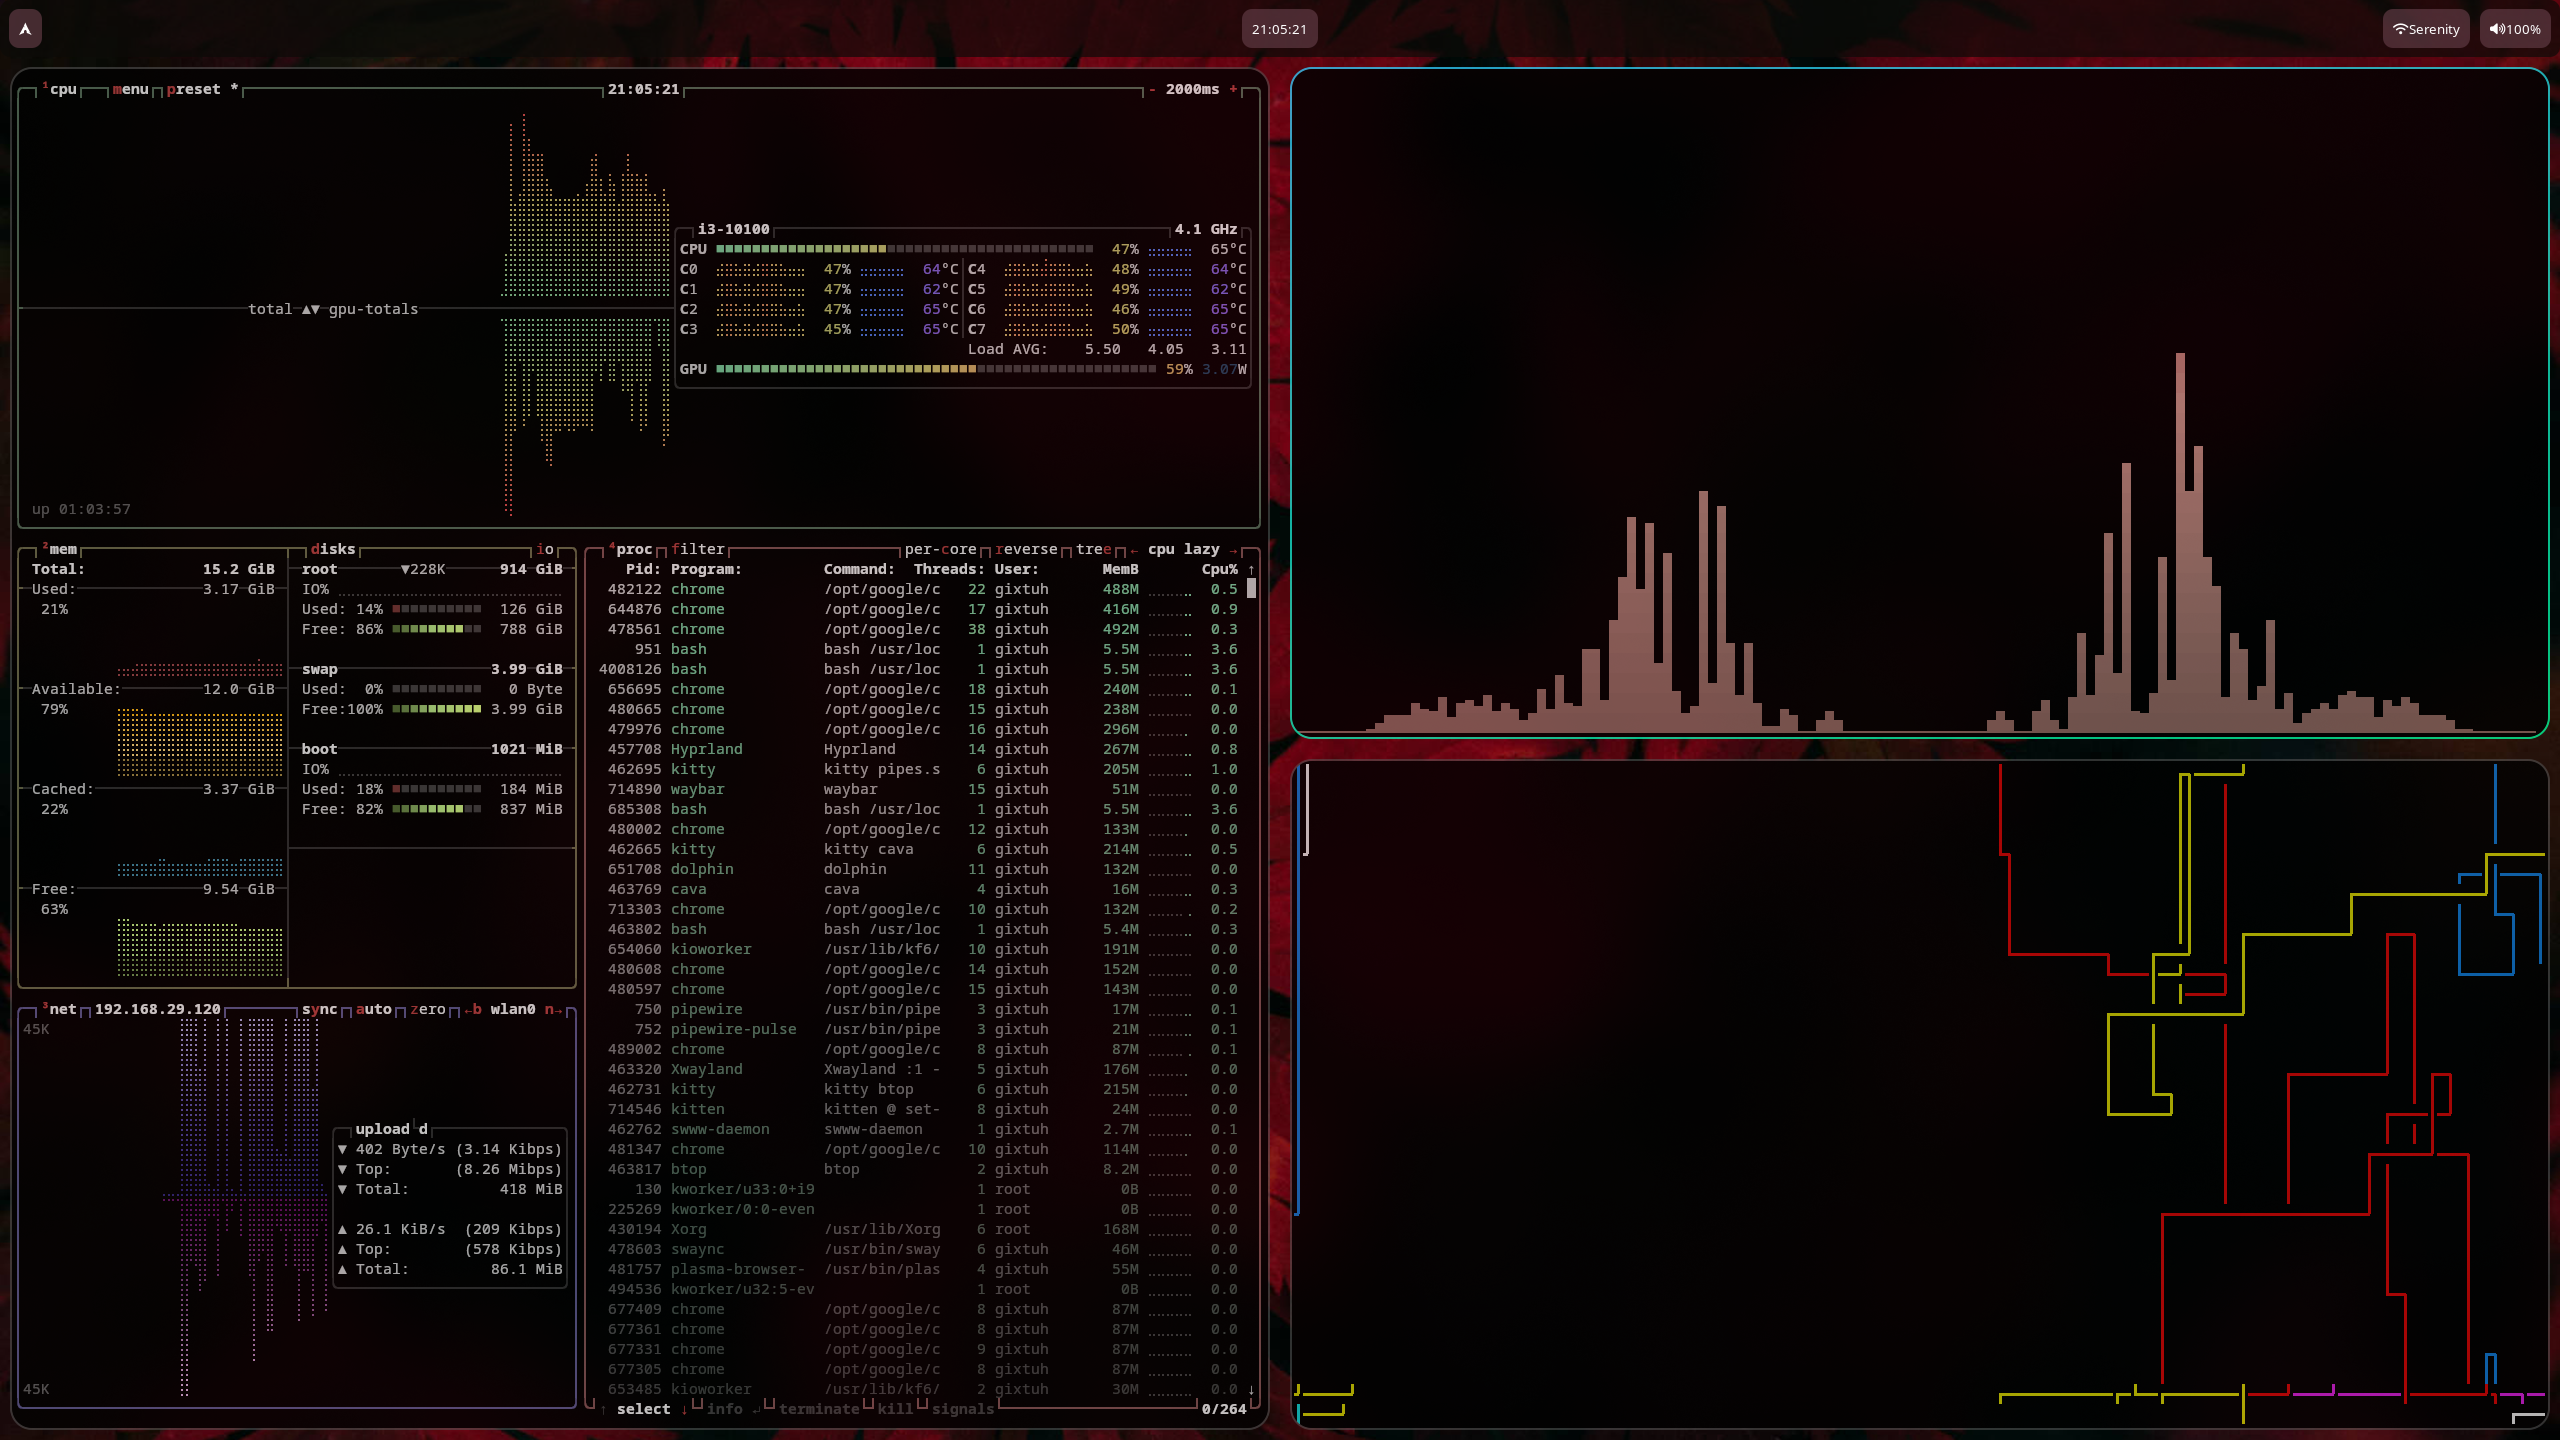 21:05:21
Serenity
100%
¹cpu menu preset * 21:05:21 - 2000ms +
i3-10100 4.1 GHz
CPU 47% 65°C
C0 47% 64°C C4 48% 64°C
C1 47% 62°C C5 49% 62°C
total ▲▼ gpu-totals C2 47% 65°C C6 46% 65°C
C3 45% 65°C C7 50% 65°C
Load AVG: 5.50 4.05 3.11
GPU 59% 3.07W
up 01:03:57
²mem
Total: 15.2 GiB
Used: 3.17 GiB
21%
Available: 12.0 GiB
79%
Cached: 3.37 GiB
22%
Free: 9.54 GiB
63%
disks io
root ▼228K 914 GiB
IO%
Used: 14% 126 GiB
Free: 86% 788 GiB
swap 3.99 GiB
Used: 0% 0 Byte
Free:100% 3.99 GiB
boot 1021 MiB
IO%
Used: 18% 184 MiB
Free: 82% 837 MiB
³net 192.168.29.120 sync auto zero ←b wlan0 n→
45K
upload d
▼ 402 Byte/s (3.14 Kibps)
▼ Top: (8.26 Mibps)
▼ Total: 418 MiB
▲ 26.1 KiB/s (209 Kibps)
▲ Top: (578 Kibps)
▲ Total: 86.1 MiB
45K
⁴proc filter per-core reverse tree ← cpu lazy →
Pid: Program: Command: Threads: User: MemB Cpu% ↑
482122 chrome /opt/google/c 22 gixtuh 488M 0.5
644876 chrome /opt/google/c 17 gixtuh 416M 0.9
478561 chrome /opt/google/c 38 gixtuh 492M 0.3
951 bash bash /usr/loc 1 gixtuh 5.5M 3.6
4008126 bash bash /usr/loc 1 gixtuh 5.5M 3.6
656695 chrome /opt/google/c 18 gixtuh 240M 0.1
480665 chrome /opt/google/c 15 gixtuh 238M 0.0
479976 chrome /opt/google/c 16 gixtuh 296M 0.0
457708 Hyprland Hyprland 14 gixtuh 267M 0.8
462695 kitty kitty pipes.s 6 gixtuh 205M 1.0
714890 waybar waybar 15 gixtuh 51M 0.0
685308 bash bash /usr/loc 1 gixtuh 5.5M 3.6
480002 chrome /opt/google/c 12 gixtuh 133M 0.0
462665 kitty kitty cava 6 gixtuh 214M 0.5
651708 dolphin dolphin 11 gixtuh 132M 0.0
463769 cava cava 4 gixtuh 16M 0.3
713303 chrome /opt/google/c 10 gixtuh 132M 0.2
463802 bash bash /usr/loc 1 gixtuh 5.4M 0.3
654060 kioworker /usr/lib/kf6/ 10 gixtuh 191M 0.0
480608 chrome /opt/google/c 14 gixtuh 152M 0.0
480597 chrome /opt/google/c 15 gixtuh 143M 0.0
750 pipewire /usr/bin/pipe 3 gixtuh 17M 0.1
752 pipewire-pulse /usr/bin/pipe 3 gixtuh 21M 0.1
489002 chrome /opt/google/c 8 gixtuh 87M 0.1
463320 Xwayland Xwayland :1 - 5 gixtuh 176M 0.0
462731 kitty kitty btop 6 gixtuh 215M 0.0
714546 kitten kitten @ set- 8 gixtuh 24M 0.0
462762 swww-daemon swww-daemon 1 gixtuh 2.7M 0.1
481347 chrome /opt/google/c 10 gixtuh 114M 0.0
463817 btop btop 2 gixtuh 8.2M 0.0
130 kworker/u33:0+i9 1 root 0B 0.0
225269 kworker/0:0-even 1 root 0B 0.0
430194 Xorg /usr/lib/Xorg 6 root 168M 0.0
478603 swaync /usr/bin/sway 6 gixtuh 46M 0.0
481757 plasma-browser- /usr/bin/plas 4 gixtuh 55M 0.0
494536 kworker/u32:5-ev 1 root 0B 0.0
677409 chrome /opt/google/c 8 gixtuh 87M 0.0
677361 chrome /opt/google/c 8 gixtuh 87M 0.0
677331 chrome /opt/google/c 9 gixtuh 87M 0.0
677305 chrome /opt/google/c 8 gixtuh 87M 0.0
653485 kioworker /usr/lib/kf6/ 2 gixtuh 30M 0.0 ↓
↑ select ↓ info ↲ terminate kill signals 0/264